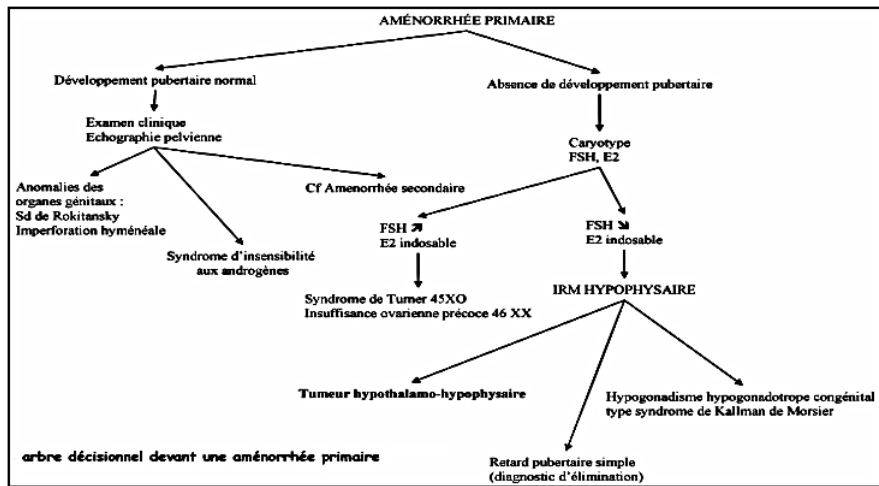 AMÉNORRHÉE PRIMAIRE
Développement pubertaire normal
Absence de développement pubertaire
Examen clinique
Echographie pelvienne
Caryotype
FSH, E2
Anomalies des
organes génitaux :
Sd de Rokitansky
Imperforation hyménéale
Cf Amenorrhée secondaire
Syndrome d'insensibilité
aux androgènes
FSH ↗
E2 indosable
FSH ↘
E2 indosable
Syndrome de Turner 45XO
Insuffisance ovarienne précoce 46 XX
IRM HYPOPHYSAIRE
Tumeur hypothalamo-hypophysaire
Hypogonadisme hypogonadotrope congénital
type syndrome de Kallman de Morsier
Retard pubertaire simple
(diagnostic d'élimination)
arbre décisionnel devant une aménorrhée primaire